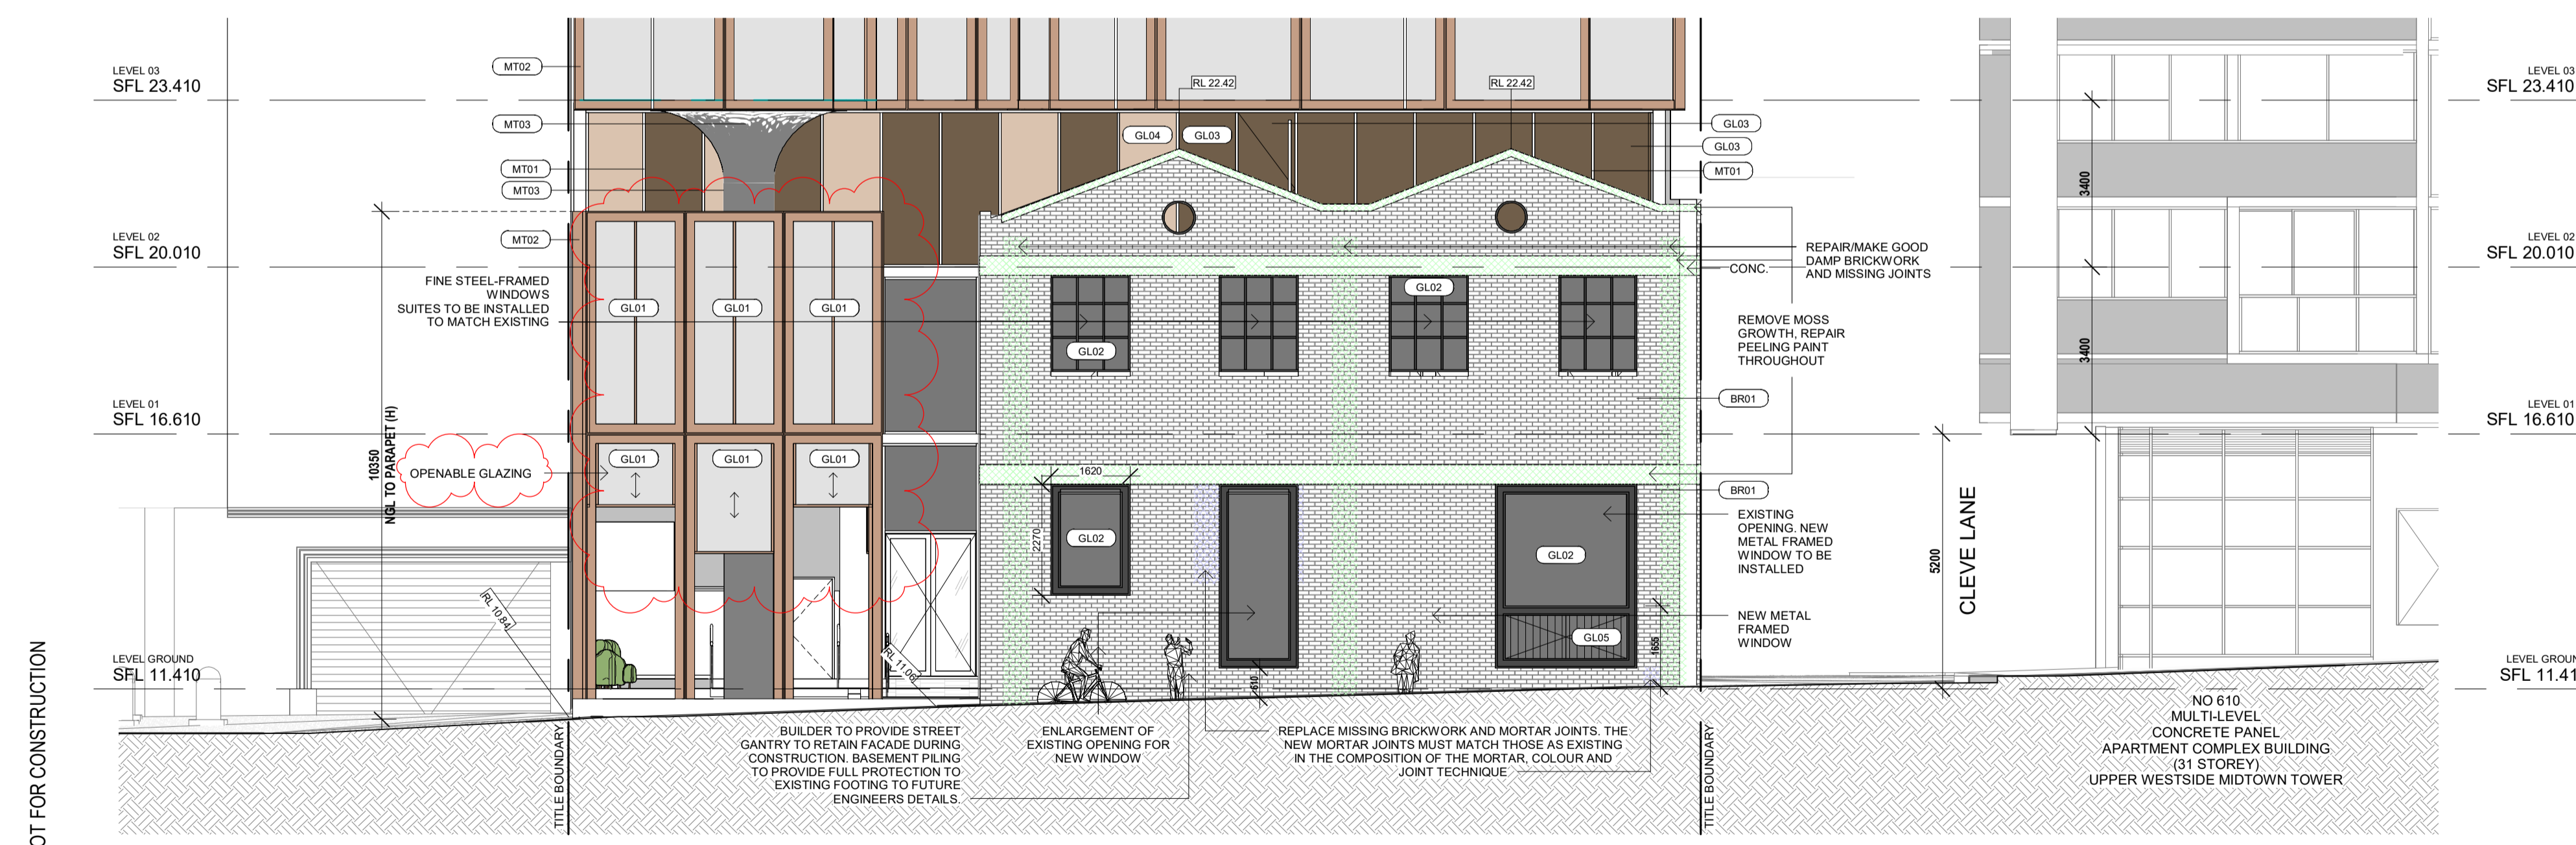 LEVEL 03
SFL 23.410
MT02
RL 22.42
RL 22.42
LEVEL 03
SFL 23.410
MT03
GL04
GL03
GL03
GL03
MT01
MT01
MT03
3400
LEVEL 02
SFL 20.010
MT02
REPAIR/MAKE GOOD
DAMP BRICKWORK
AND MISSING JOINTS
CONC.
LEVEL 02
SFL 20.010
FINE STEEL-FRAMED
WINDOWS
SUITES TO BE INSTALLED
TO MATCH EXISTING
GL01
GL01
GL01
GL02
GL02
REMOVE MOSS
GROWTH, REPAIR
PEELING PAINT
THROUGHOUT
3400
BR01
LEVEL 01
SFL 16.610
LEVEL 01
SFL 16.610
10350
NGL TO PARAPET (H)
OPENABLE GLAZING
GL01
GL01
GL01
1620
BR01
2270
GL02
GL02
EXISTING
OPENING. NEW
METAL FRAMED
WINDOW TO BE
INSTALLED
5200
CLEVE LANE
RL 10.84
NEW METAL
FRAMED
WINDOW
GL05
1655
RL 11.06
610
LEVEL GROUND
SFL 11.410
LEVEL GROUN
SFL 11.41
OT FOR CONSTRUCTION
TITLE BOUNDARY
BUILDER TO PROVIDE STREET
GANTRY TO RETAIN FACADE DURING
CONSTRUCTION. BASEMENT PILING
TO PROVIDE FULL PROTECTION TO
EXISTING FOOTING TO FUTURE
ENGINEERS DETAILS.
ENLARGEMENT OF
EXISTING OPENING FOR
NEW WINDOW
REPLACE MISSING BRICKWORK AND MORTAR JOINTS. THE
NEW MORTAR JOINTS MUST MATCH THOSE AS EXISTING
IN THE COMPOSITION OF THE MORTAR, COLOUR AND
JOINT TECHNIQUE
TITLE BOUNDARY
NO 610
MULTI-LEVEL
CONCRETE PANEL
APARTMENT COMPLEX BUILDING
(31 STOREY)
UPPER WESTSIDE MIDTOWN TOWER